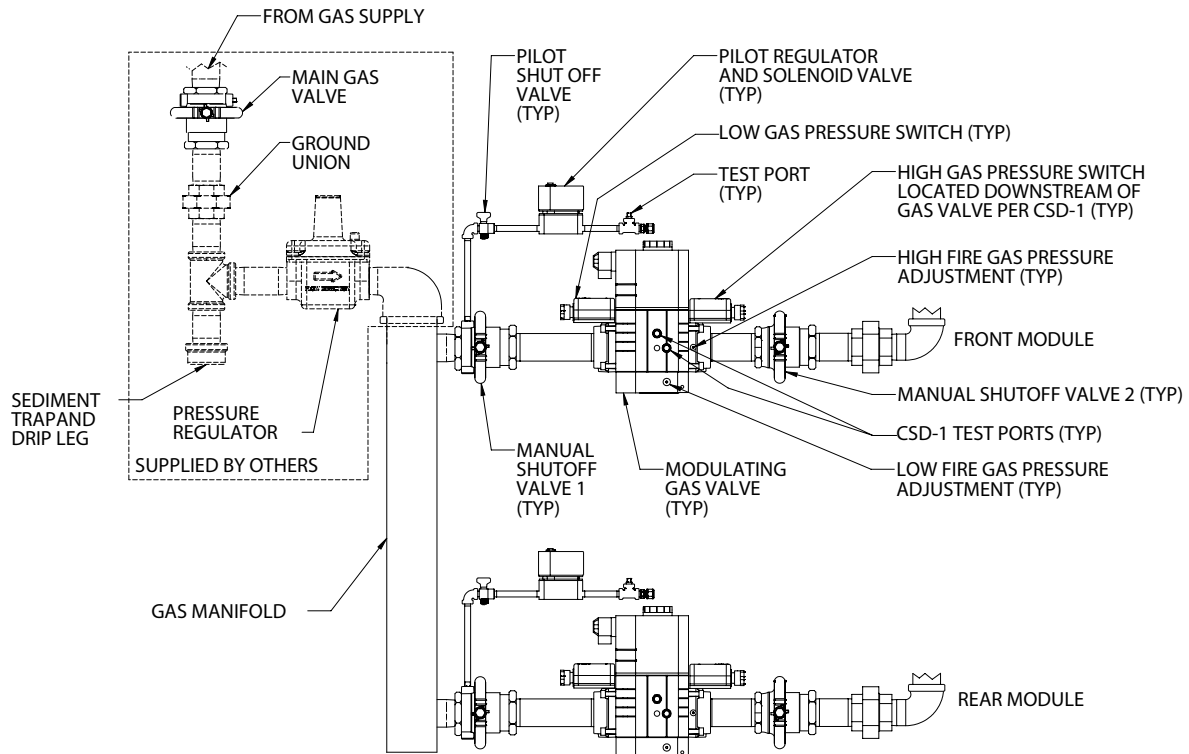 FROM GAS SUPPLY
MAIN GAS
VALVE
GROUND
UNION
PILOT
SHUT OFF
VALVE
(TYP)
PILOT REGULATOR
AND SOLENOID VALVE
(TYP)
LOW GAS PRESSURE SWITCH (TYP)
TEST PORT
(TYP)
HIGH GAS PRESSURE SWITCH
LOCATED DOWNSTREAM OF
GAS VALVE PER CSD-1 (TYP)
HIGH FIRE GAS PRESSURE
ADJUSTMENT (TYP)
FRONT MODULE
MANUAL SHUTOFF VALVE 2 (TYP)
CSD-1 TEST PORTS (TYP)
LOW FIRE GAS PRESSURE
ADJUSTMENT (TYP)
SEDIMENT
TRAPAND
DRIP LEG
PRESSURE
REGULATOR
SUPPLIED BY OTHERS
MANUAL
SHUTOFF
VALVE 1
(TYP)
MODULATING
GAS VALVE
(TYP)
GAS MANIFOLD
REAR MODULE